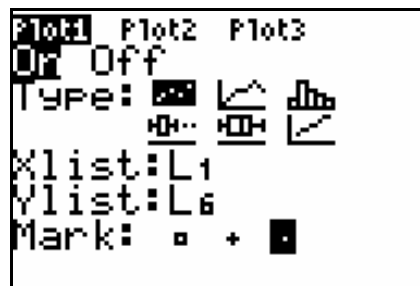 Plot1 Plot2 Plot3
On Off
Type:
Xlist:L1
Ylist:L6
Mark: ▫ + ·